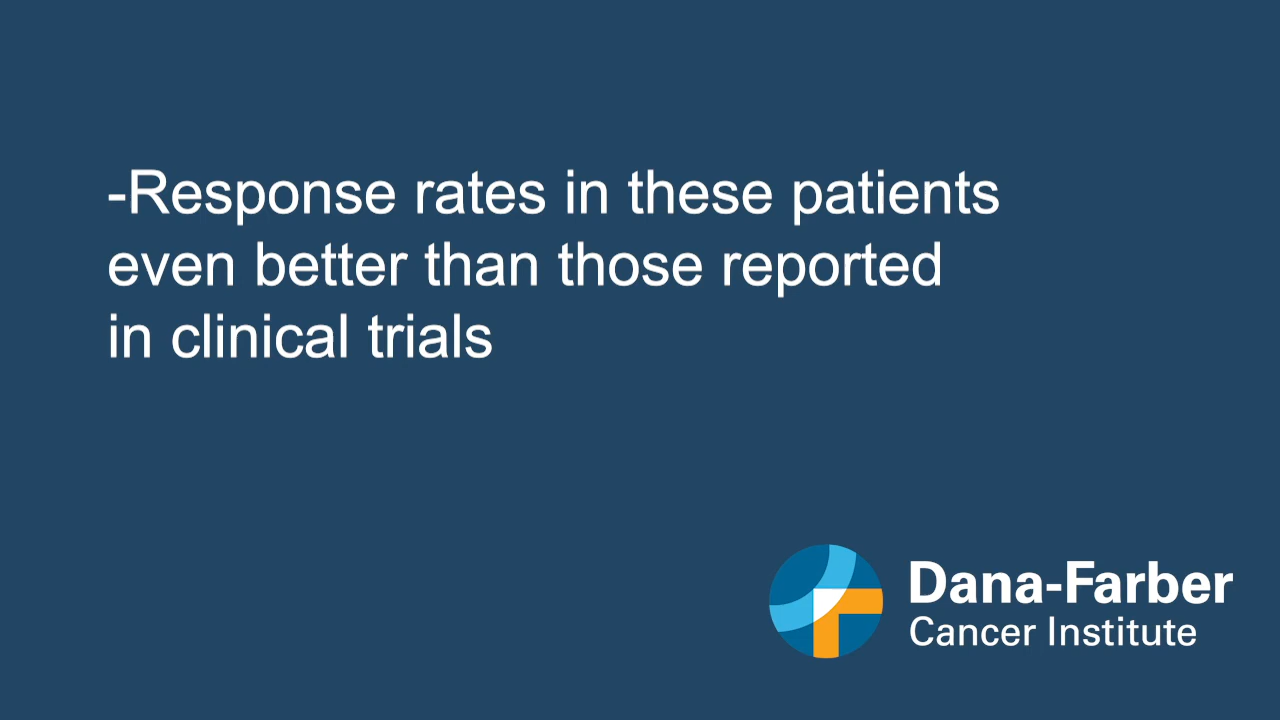 -Response rates in these patients
even better than those reported
in clinical trials
Dana-Farber
Cancer Institute